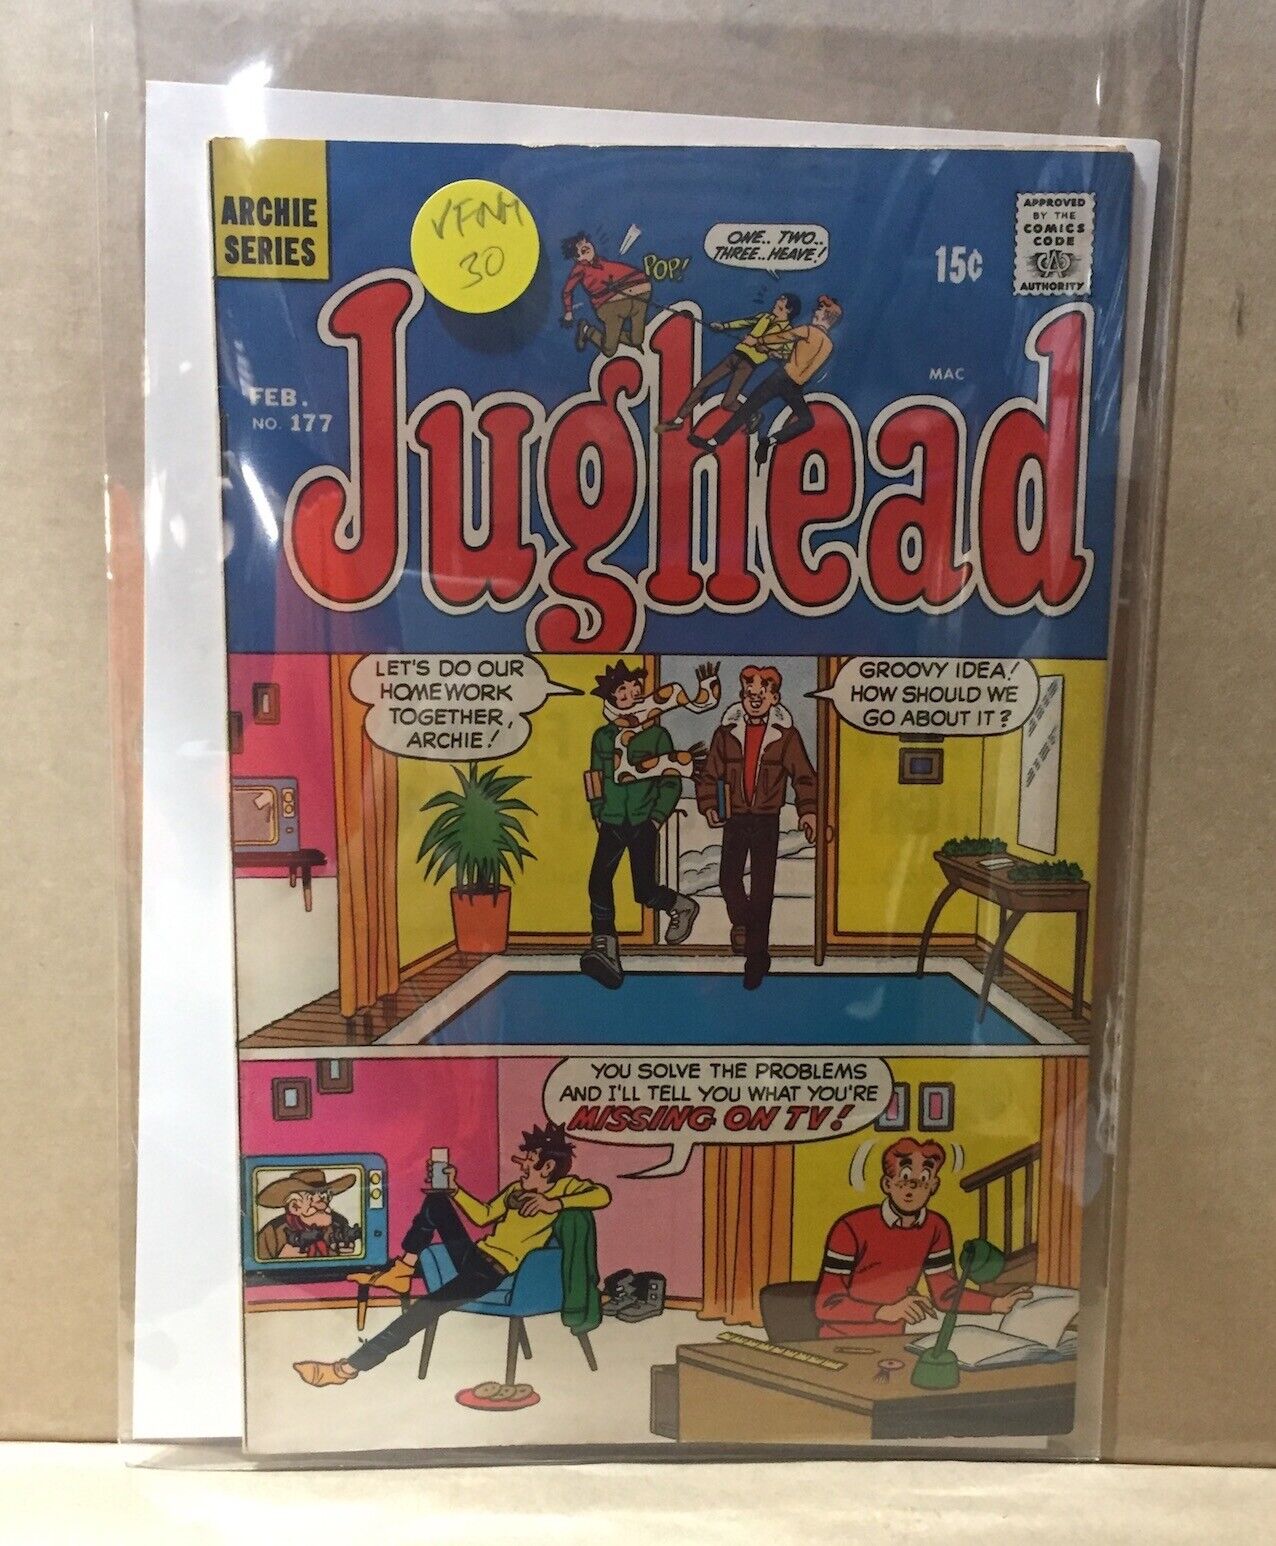 ARCHIE
SERIES
VFNM
30
POP!
ONE.. TWO..
THREE..HEAVE!
15¢
APPROVED
BY THE
COMICS
CODE
CA
AUTHORITY
MAC
FEB.
NO. 177
Jughead
LET'S DO OUR
HOMEWORK
TOGETHER,
ARCHIE!
GROOVY IDEA!
HOW SHOULD WE
GO ABOUT IT?
YOU SOLVE THE PROBLEMS
AND I'LL TELL YOU WHAT YOU'RE
MISSING ON TV!